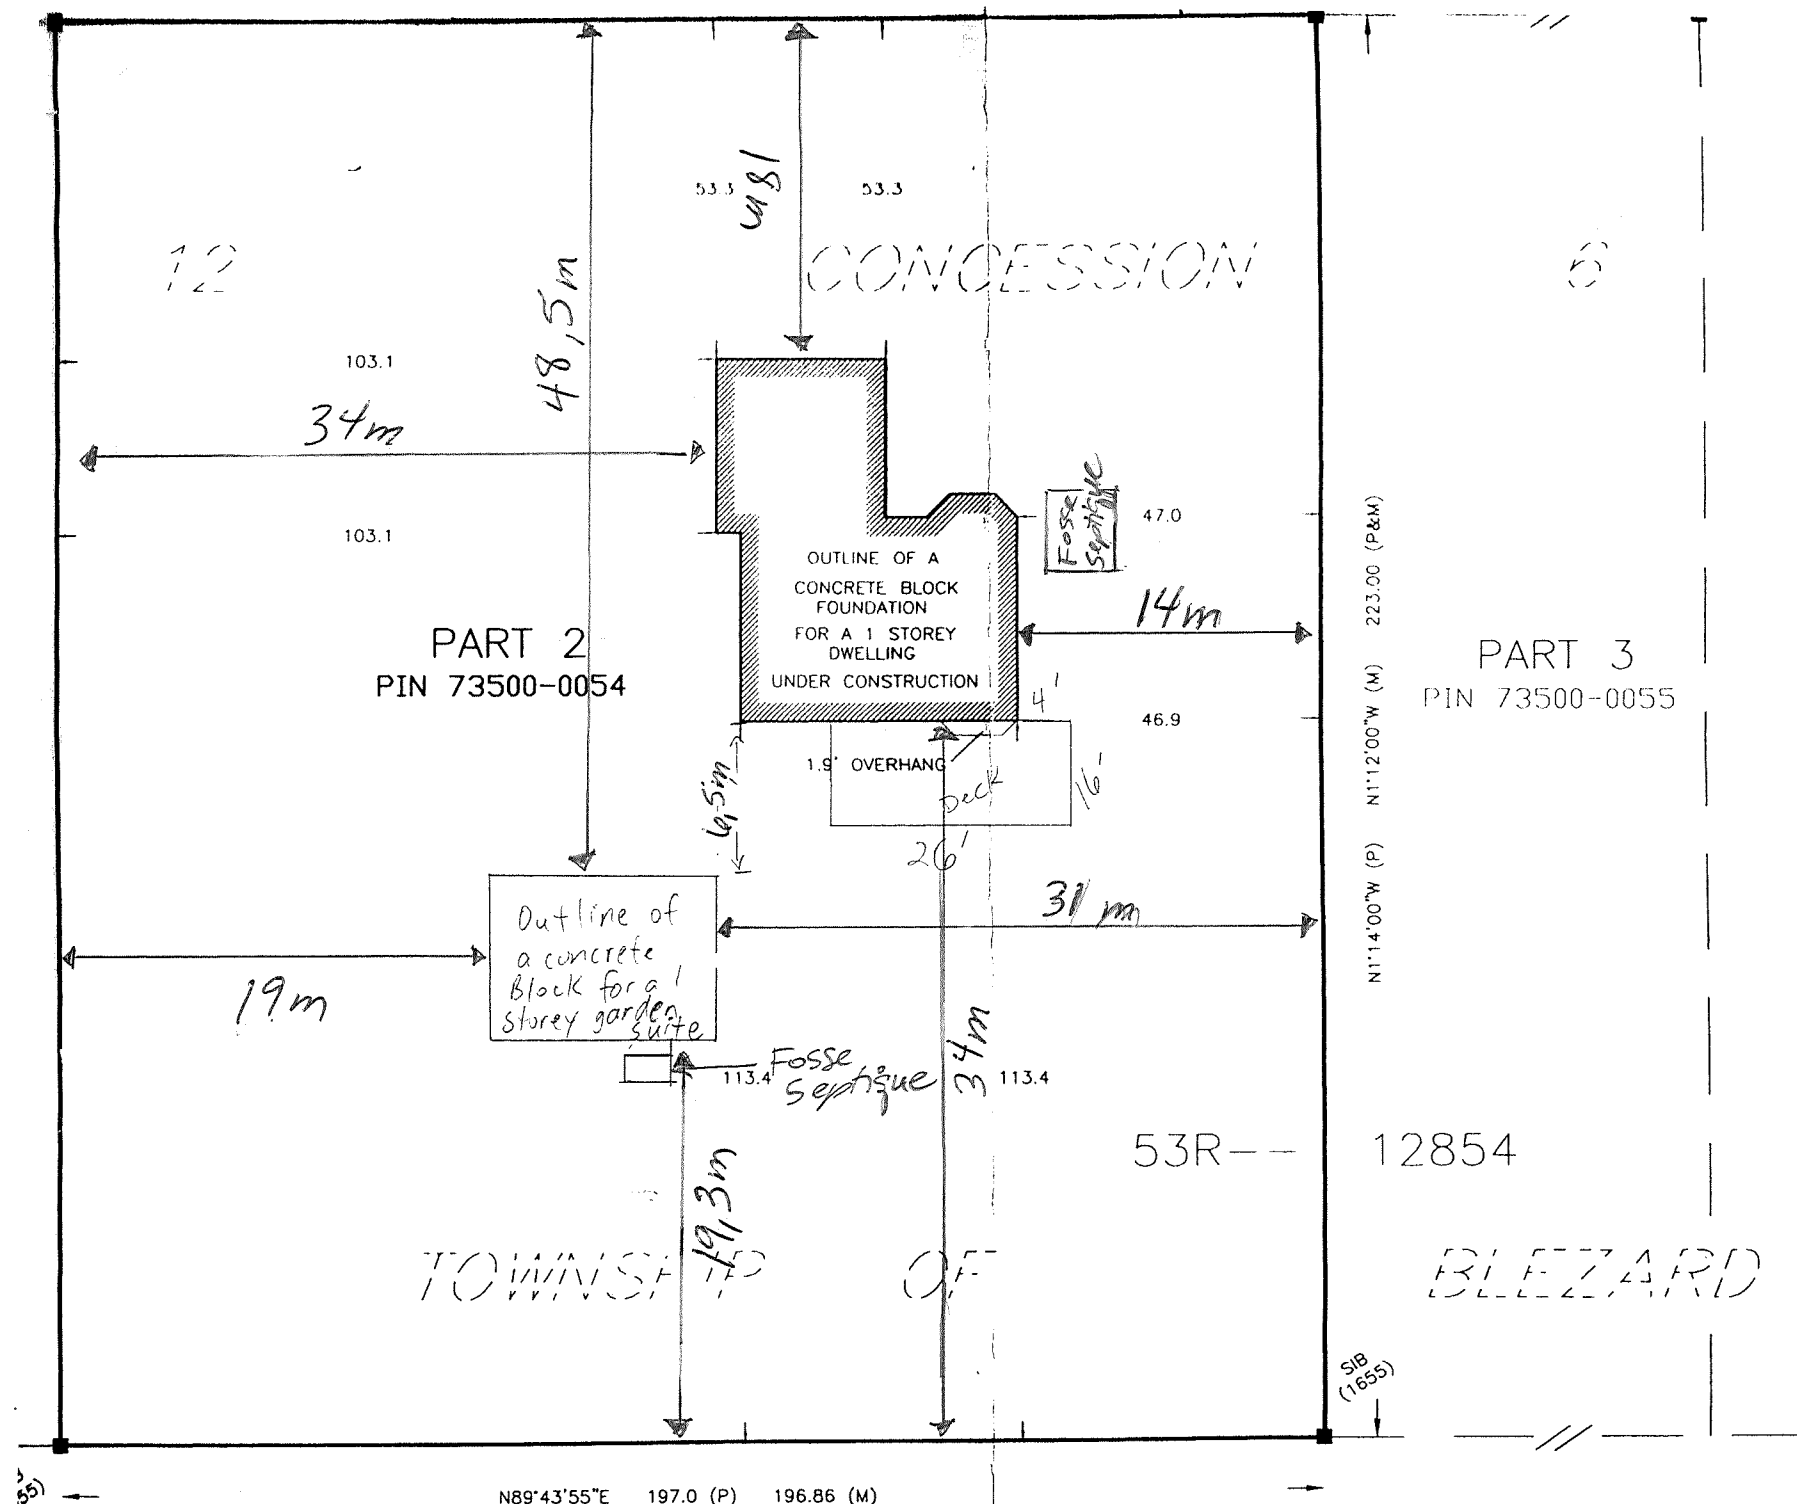 53.3
18m
53.3
12
CONCESSION
6
48,5m
103.1
34m
103.1
Fosse
Septique
47.0
OUTLINE OF A
CONCRETE BLOCK
FOUNDATION
FOR A 1 STOREY
DWELLING
UNDER CONSTRUCTION
14m
N1°14'00"W (P) N1°12'00"W (M) 223.00 (P&M)
PART 2
PIN 73500-0054
PART 3
PIN 73500-0055
4'
46.9
1.9' OVERHANG
Deck
16'
6,5m
26'
31 m
Outline of
a concrete
Block for a 1
storey garden
suite
19m
34m
113.4
Fosse
Septique
113.4
53R-- 12854
19,3m
TOWNSHIP OF BLEZARD
SIB
(1655)
55)
N89°43'55"E 197.0 (P) 196.86 (M)